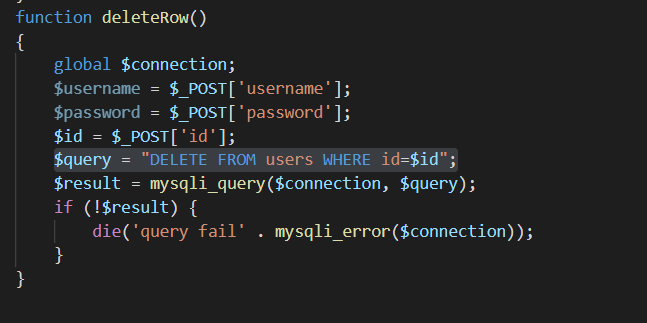 function deleteRow()
{
    global $connection;
    $username = $_POST['username'];
    $password = $_POST['password'];
    $id = $_POST['id'];
    $query = "DELETE FROM users WHERE id=$id";
    $result = mysqli_query($connection, $query);
    if (!$result) {
        die('query fail' . mysqli_error($connection));
    }
}